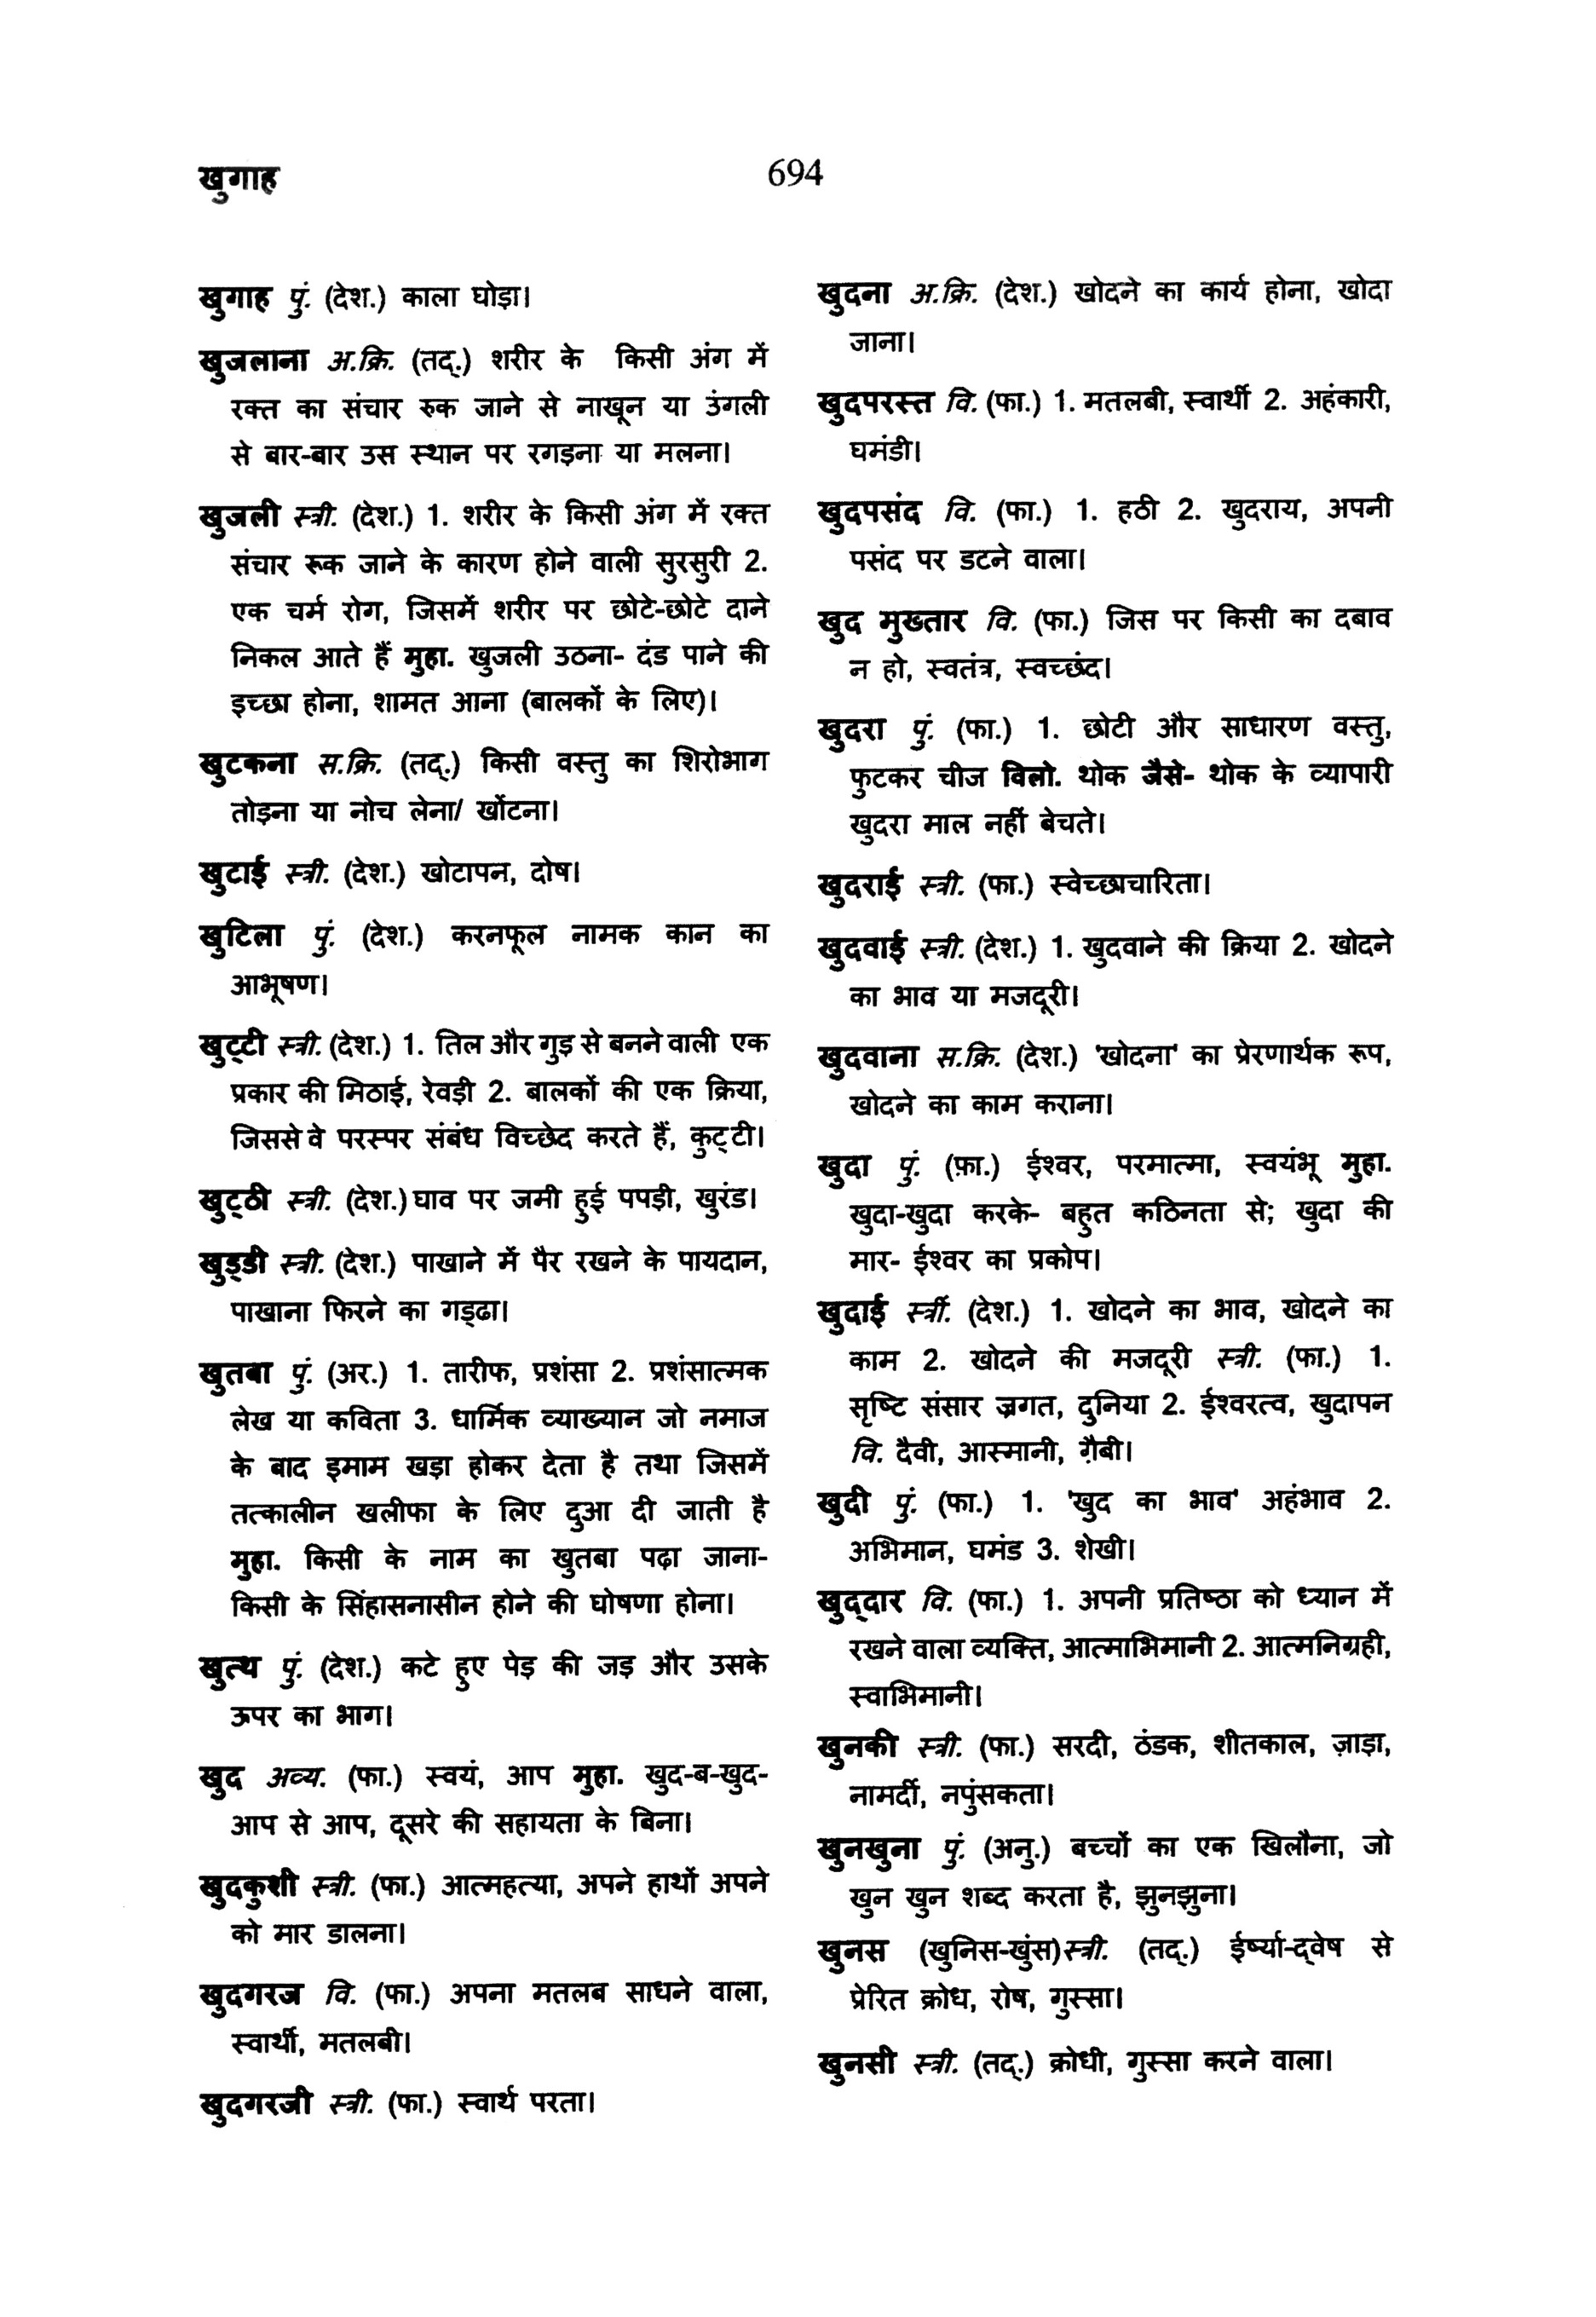 खुगाह
694
खुगाह पुं. (देश.) काला घोड़ा।
खुजलाना अ.क्रि. (तद्.) शरीर के किसी अंग में
रक्त का संचार रुक जाने से नाखून या उंगली
से बार-बार उस स्थान पर रगड़ना या मलना।
खुजली स्त्री. (देश.) 1. शरीर के किसी अंग में रक्त
संचार रूक जाने के कारण होने वाली सुरसुरी 2.
एक चर्म रोग, जिसमें शरीर पर छोटे-छोटे दाने
निकल आते हैं मुहा. खुजली उठना- दंड पाने की
इच्छा होना, शामत आना (बालकों के लिए)।
खुटकना स.क्रि. (तद्.) किसी वस्तु का शिरोभाग
तोड़ना या नोच लेना/ खोंटना।
खुटाई स्त्री. (देश.) खोटापन, दोष।
खुटिला पुं. (देश.) करनफूल नामक कान का
आभूषण।
खुट्टी स्त्री. (देश.) 1. तिल और गुड़ से बनने वाली एक
प्रकार की मिठाई, रेवड़ी 2. बालकों की एक क्रिया,
जिससे वे परस्पर संबंध विच्छेद करते हैं, कुट्टी।
खुट्ठी स्त्री. (देश.) घाव पर जमी हुई पपड़ी, खुरंड।
खुड्डी स्त्री. (देश.) पाखाने में पैर रखने के पायदान,
पाखाना फिरने का गड्ढा।
खुतबा पुं. (अर.) 1. तारीफ, प्रशंसा 2. प्रशंसात्मक
लेख या कविता 3. धार्मिक व्याख्यान जो नमाज
के बाद इमाम खड़ा होकर देता है तथा जिसमें
तत्कालीन खलीफा के लिए दुआ दी जाती है
मुहा. किसी के नाम का खुतबा पढ़ा जाना-
किसी के सिंहासनासीन होने की घोषणा होना।
खुत्थ पुं. (देश.) कटे हुए पेड़ की जड़ और उसके
ऊपर का भाग।
खुद अव्य. (फा.) स्वयं, आप मुहा. खुद-ब-खुद-
आप से आप, दूसरे की सहायता के बिना।
खुदकुशी स्त्री. (फा.) आत्महत्या, अपने हाथों अपने
को मार डालना।
खुदगरज वि. (फा.) अपना मतलब साधने वाला,
स्वार्थी, मतलबी।
खुदगरजी स्त्री. (फा.) स्वार्थ परता।
खुदना अ.क्रि. (देश.) खोदने का कार्य होना, खोदा
जाना।
खुदपरस्त वि. (फा.) 1. मतलबी, स्वार्थी 2. अहंकारी,
घमंडी।
खुदपसंद वि. (फा.) 1. हठी 2. खुदराय, अपनी
पसंद पर डटने वाला।
खुद मुख्तार वि. (फा.) जिस पर किसी का दबाव
न हो, स्वतंत्र, स्वच्छंद।
खुदरा पुं. (फा.) 1. छोटी और साधारण वस्तु,
फुटकर चीज विलो. थोक जैसे- थोक के व्यापारी
खुदरा माल नहीं बेचते।
खुदराई स्त्री. (फा.) स्वेच्छाचारिता।
खुदवाई स्त्री. (देश.) 1. खुदवाने की क्रिया 2. खोदने
का भाव या मजदूरी।
खुदवाना स.क्रि. (देश.) 'खोदना' का प्रेरणार्थक रूप,
खोदने का काम कराना।
खुदा पुं. (फ़ा.) ईश्वर, परमात्मा, स्वयंभू मुहा.
खुदा-खुदा करके- बहुत कठिनता से; खुदा की
मार- ईश्वर का प्रकोप।
खुदाई स्त्रीं. (देश.) 1. खोदने का भाव, खोदने का
काम 2. खोदने की मजदूरी स्त्री. (फा.) 1.
सृष्टि संसार ज़गत, दुनिया 2. ईश्वरत्व, खुदापन
वि. दैवी, आस्मानी, ग़ैबी।
खुदी पुं. (फा.) 1. 'खुद का भाव' अहंभाव 2.
अभिमान, घमंड 3. शेखी।
खुद्दार वि. (फा.) 1. अपनी प्रतिष्ठा को ध्यान में
रखने वाला व्यक्ति, आत्माभिमानी 2. आत्मनिग्रही,
स्वाभिमानी।
खुनकी स्त्री. (फा.) सरदी, ठंडक, शीतकाल, ज़ाड़ा,
नामर्दी, नपुंसकता।
खुनखुना पुं. (अनु.) बच्चों का एक खिलौना, जो
खुन खुन शब्द करता है, झुनझुना।
खुनस (खुनिस-खुंस)स्त्री. (तद्.) ईर्ष्या-द्वेष से
प्रेरित क्रोध, रोष, गुस्सा।
खुनसी स्त्री. (तद्.) क्रोधी, गुस्सा करने वाला।